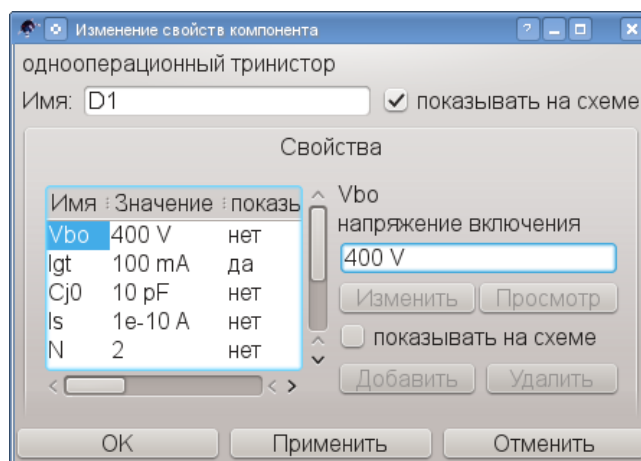 Изменение свойств компонента
однооперационный тринистор
Имя: D1 показывать на схеме
Свойства
Имя Значение показы
Vbo 400 V нет
Igt 100 mA да
Cj0 10 pF нет
Is 1e-10 A нет
N 2 нет
Vbo
напряжение включения
400 V
Изменить Просмотр
показывать на схеме
Добавить Удалить
OK Применить Отменить